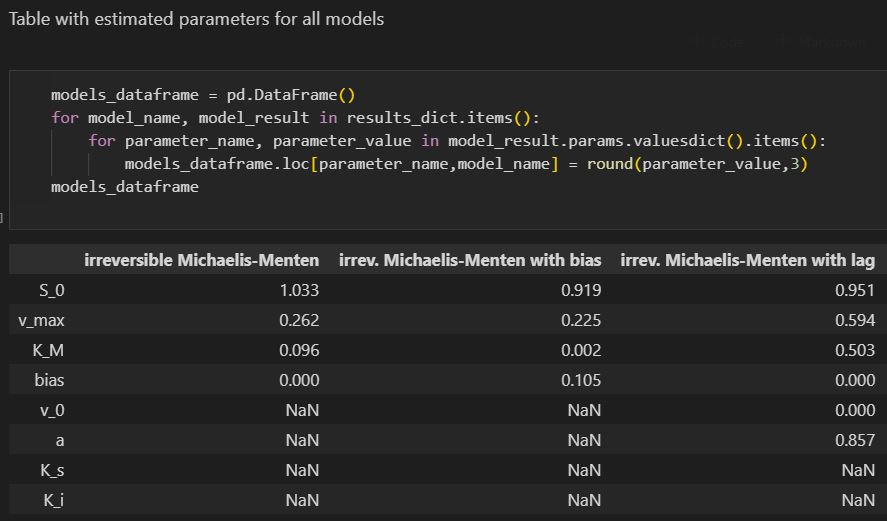 Table with estimated parameters for all models
+ Code + Markdown
models_dataframe = pd.DataFrame()
for model_name, model_result in results_dict.items():
for parameter_name, parameter_value in model_result.params.valuesdict().items():
models_dataframe.loc[parameter_name,model_name] = round(parameter_value,3)
models_dataframe
]
irreversible Michaelis-Menten irrev. Michaelis-Menten with bias irrev. Michaelis-Menten with lag
S_0 1.033 0.919 0.951
v_max 0.262 0.225 0.594
K_M 0.096 0.002 0.503
bias 0.000 0.105 0.000
v_0 NaN NaN 0.000
a NaN NaN 0.857
K_s NaN NaN NaN
K_i NaN NaN NaN